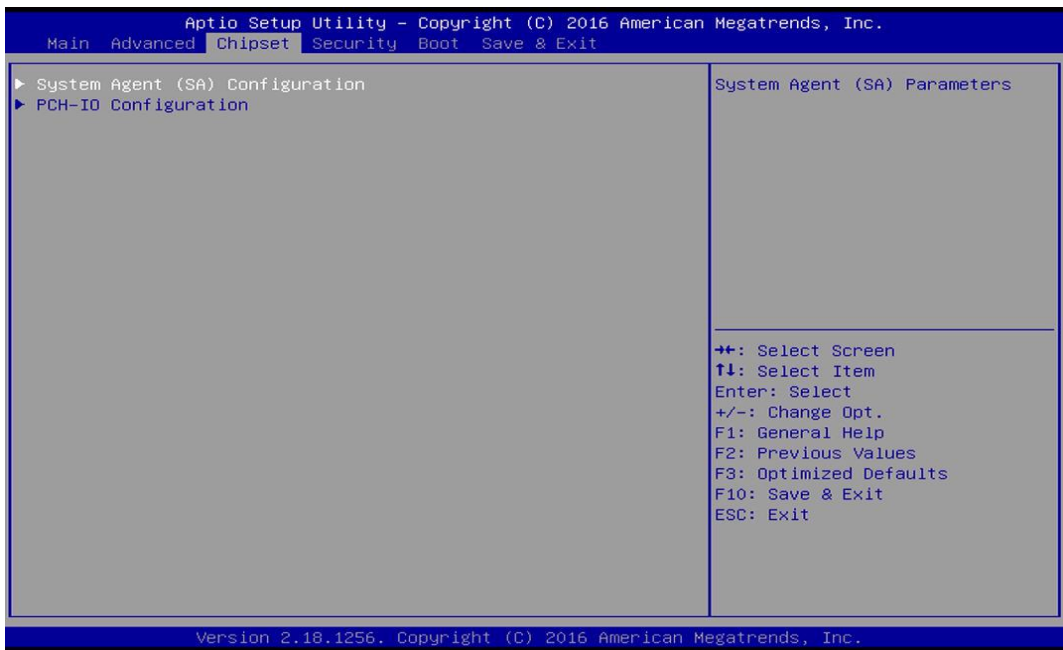 Aptio Setup Utility – Copyright (C) 2016 American Megatrends, Inc.
Main Advanced Chipset Security Boot Save & Exit
▶ System Agent (SA) Configuration
▶ PCH-IO Configuration
System Agent (SA) Parameters
→←: Select Screen
↑↓: Select Item
Enter: Select
+/-: Change Opt.
F1: General Help
F2: Previous Values
F3: Optimized Defaults
F10: Save & Exit
ESC: Exit
Version 2.18.1256. Copyright (C) 2016 American Megatrends, Inc.